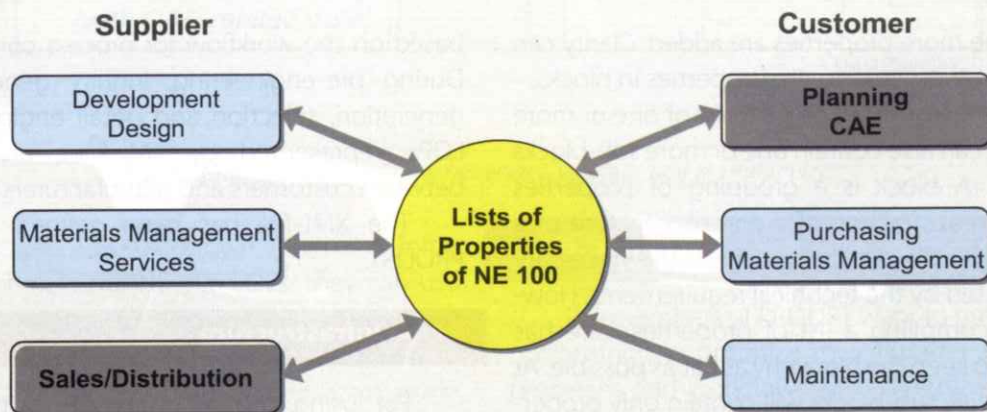 Supplier
Customer
Development
Design
Materials Management
Services
Sales/Distribution
Lists of
Properties
of NE 100
Planning
CAE
Purchasing
Materials Management
Maintenance